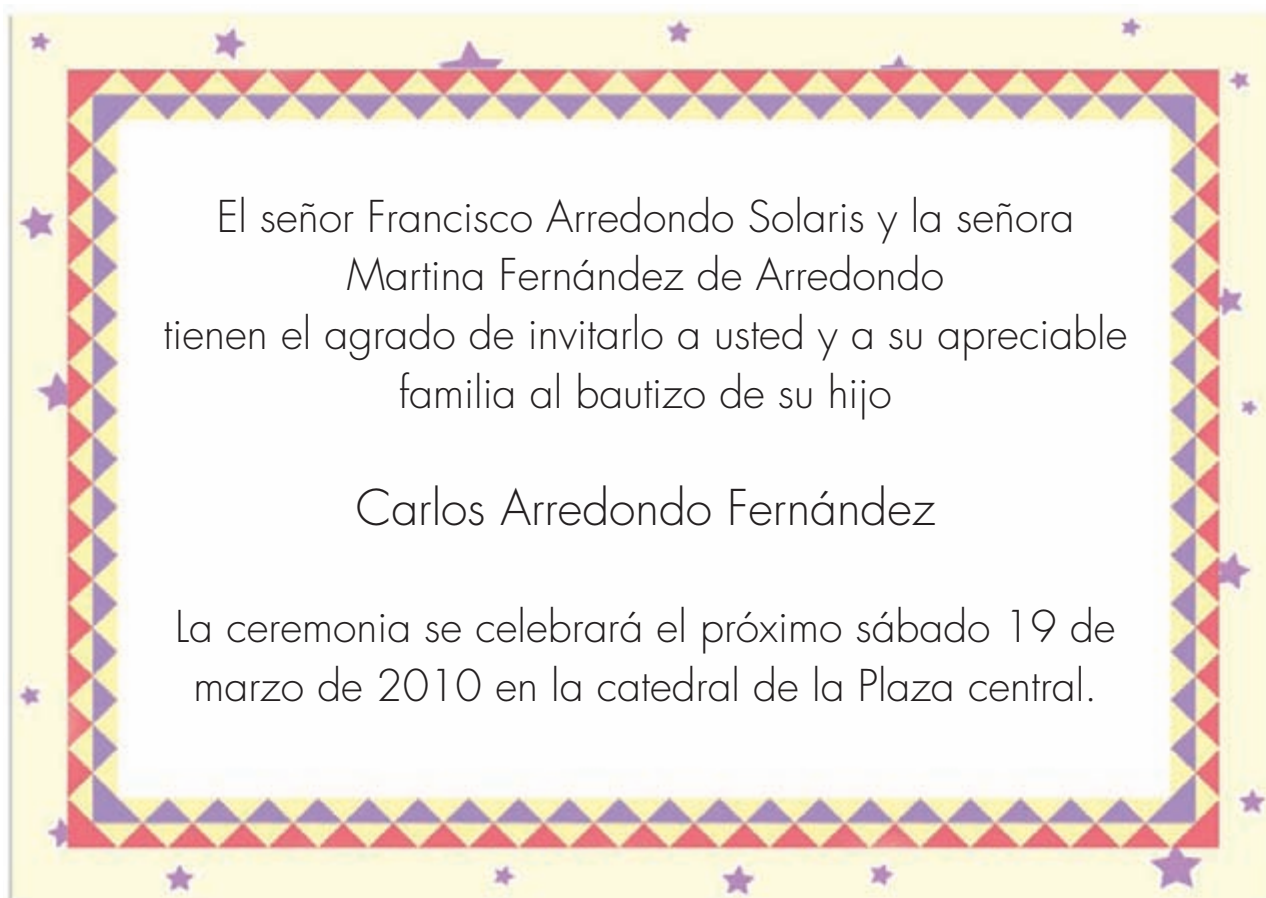 El señor Francisco Arredondo Solaris y la señora
Martina Fernández de Arredondo
tienen el agrado de invitarlo a usted y a su apreciable
familia al bautizo de su hijo
Carlos Arredondo Fernández
La ceremonia se celebrará el próximo sábado 19 de
marzo de 2010 en la catedral de la Plaza central.